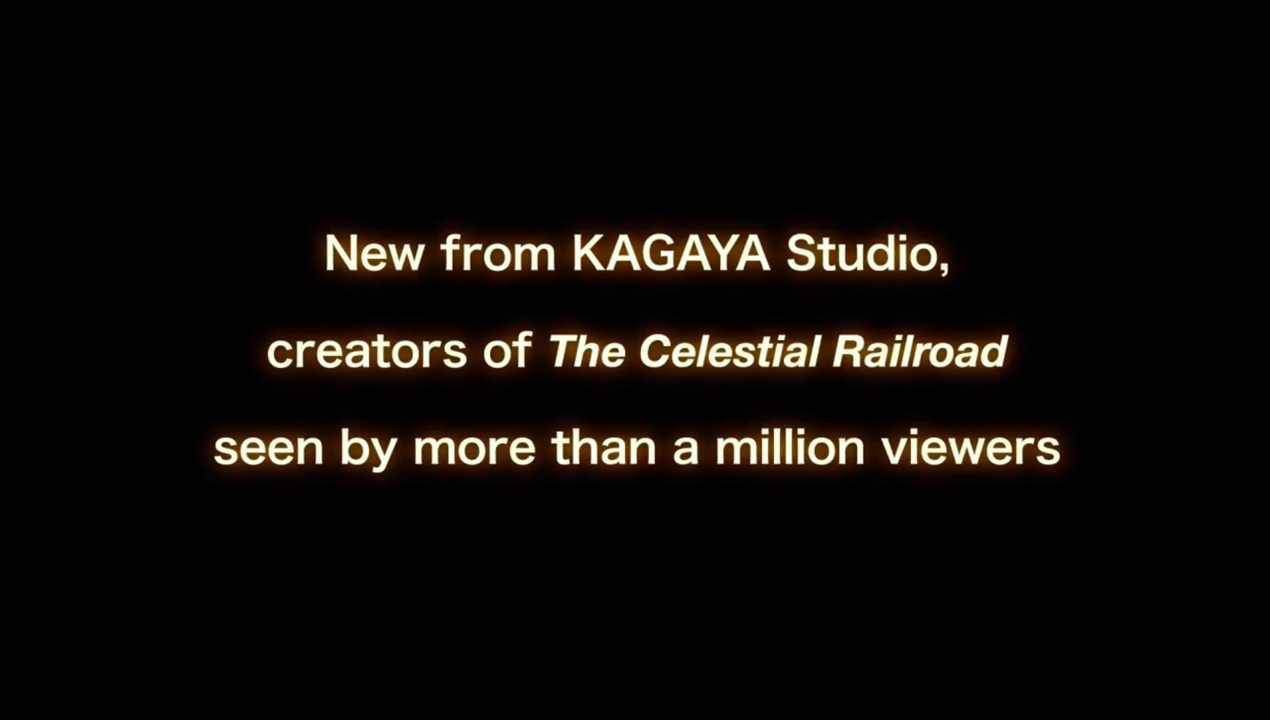 New from KAGAYA Studio,
creators of The Celestial Railroad
seen by more than a million viewers